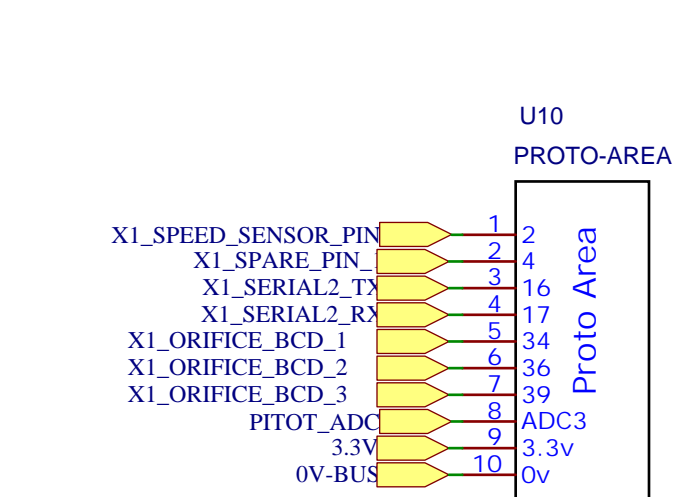 U10
PROTO-AREA
X1_SPEED_SENSOR_PIN 1 2
X1_SPARE_PIN_1 2 4
X1_SERIAL2_TX 3 16
X1_SERIAL2_RX 4 17
X1_ORIFICE_BCD_1 5 34
X1_ORIFICE_BCD_2 6 36
X1_ORIFICE_BCD_3 7 39
PITOT_ADC 8 ADC3
3.3V 9 3.3v
0V-BUS 10 0v
Proto Area